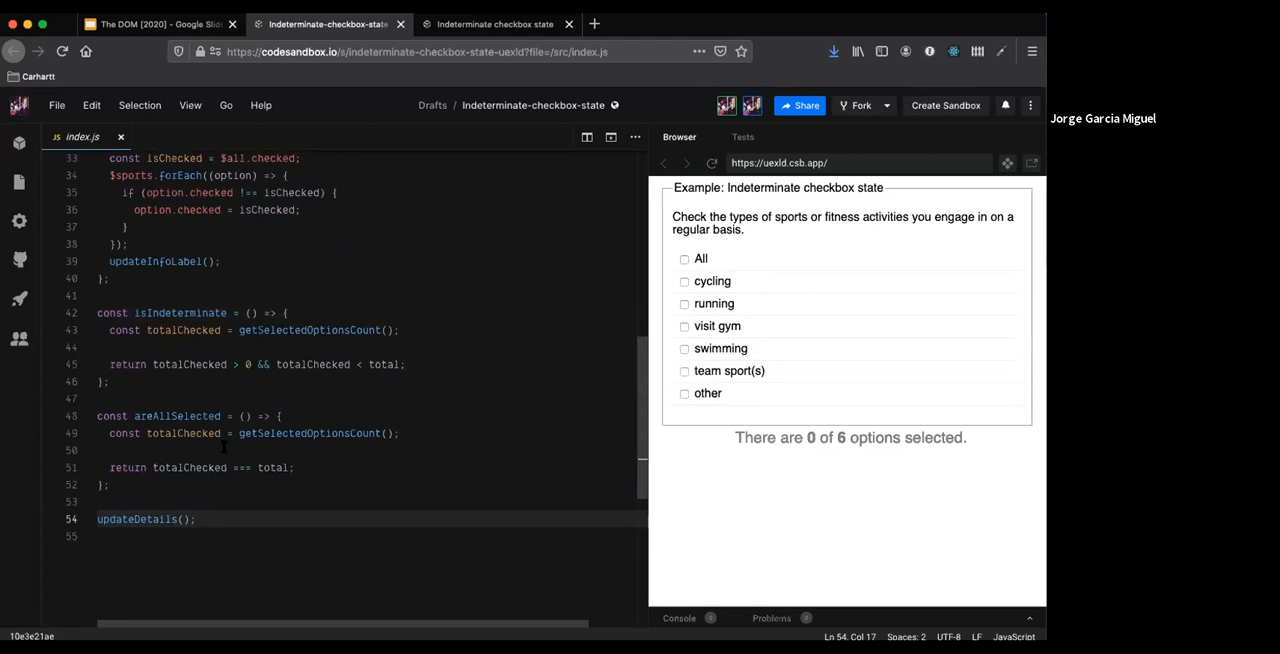 The DOM [2020] - Google Slid
Indeterminate-checkbox-state
Indeterminate checkbox state
https://codesandbox.io/s/indeterminate-checkbox-state-uexld?file=/src/index.js
Carhartt
File Edit Selection View Go Help
Drafts / Indeterminate-checkbox-state
Share Fork Create Sandbox
Jorge Garcia Miguel
JS index.js
33 const isChecked = $all.checked;
34 $sports.forEach((option) => {
35 if (option.checked !== isChecked) {
36 option.checked = isChecked;
37 }
38 });
39 updateInfoLabel();
40 };
41
42 const isIndeterminate = () => {
43 const totalChecked = getSelectedOptionsCount();
44
45 return totalChecked > 0 && totalChecked < total;
46 };
47
48 const areAllSelected = () => {
49 const totalChecked = getSelectedOptionsCount();
50
51 return totalChecked === total;
52 };
53
54 updateDetails();
55
Browser Tests
https://uexld.csb.app/
Example: Indeterminate checkbox state
Check the types of sports or fitness activities you engage in on a
regular basis.
All
cycling
running
visit gym
swimming
team sport(s)
other
There are 0 of 6 options selected.
Console Problems 0
10e3e21ae
Ln 54, Col 17 Spaces: 2 UTF-8 LF JavaScript